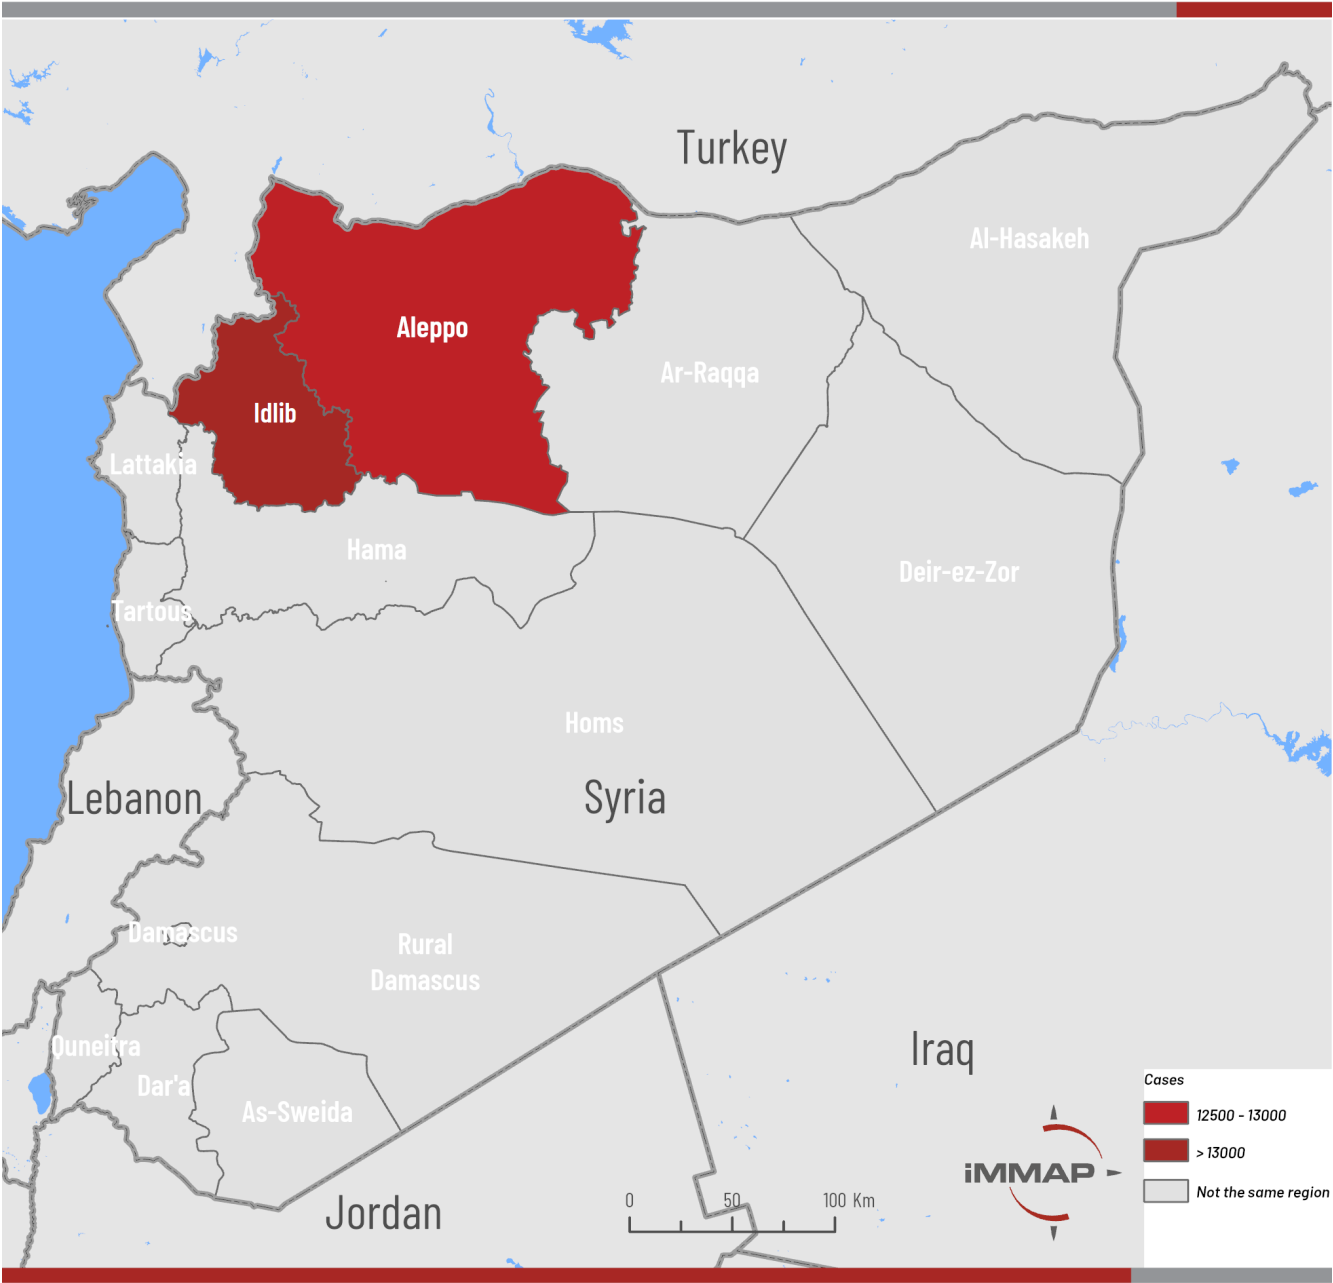 Turkey
Al-Hasakeh
Aleppo
Ar-Raqqa
Idlib
Lattakia
Hama
Deir-ez-Zor
Tartous
Homs
Syria
Lebanon
Damascus
Rural
Damascus
Quneitra
Dar'a
As-Sweida
Iraq
Jordan
0 50 100 Km
iMMAP
Cases
12500 - 13000
> 13000
Not the same region